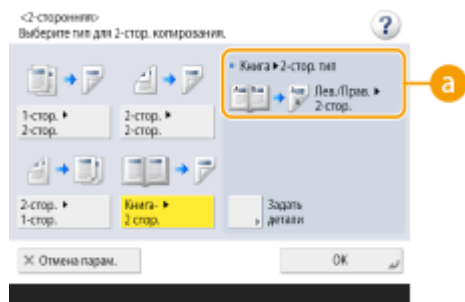 <2-сторонняя>
Выберите тип для 2-стор. копирования.
?
• Книга ▶ 2-стор. тип
Лев./Прав. ▶
2-стор.
a
1-стор. ▶
2-стор.
2-стор. ▶
2-стор.
2-стор. ▶
1-стор.
Книга- ▶
2 стор.
Задать
детали
× Отмена парам.
OK